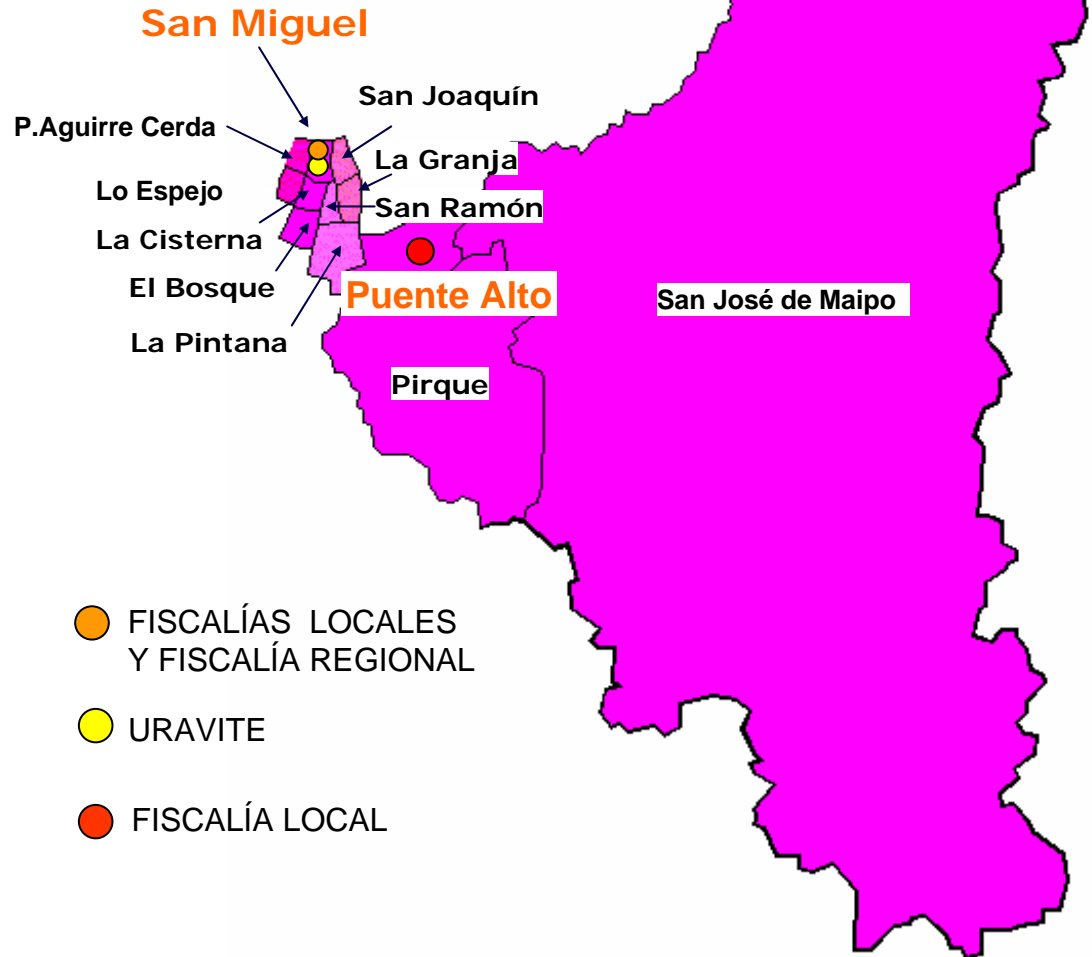 San Miguel
San Joaquín
P.Aguirre Cerda
La Granja
Lo Espejo
San Ramón
La Cisterna
El Bosque
Puente Alto
San José de Maipo
La Pintana
Pirque
FISCALÍAS LOCALES
Y FISCALÍA REGIONAL
URAVITE
FISCALÍA LOCAL